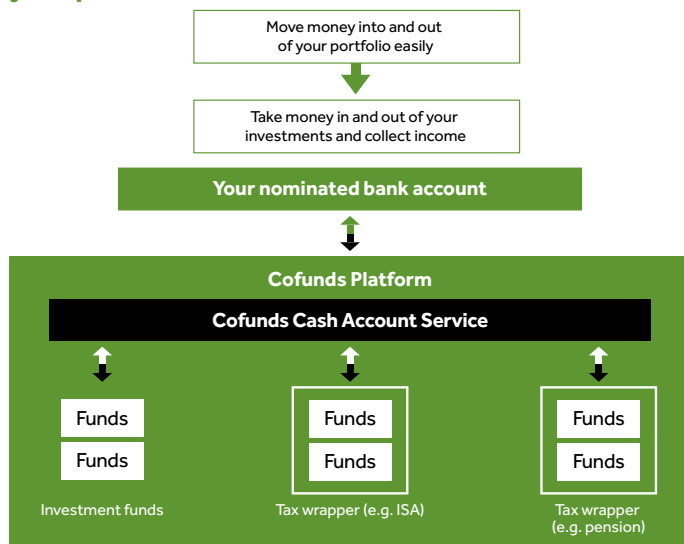 Move money into and out
of your portfolio easily
Take money in and out of your
investments and collect income
Your nominated bank account
Cofunds Platform
Cofunds Cash Account Service
Funds
Funds
Investment funds
Funds
Funds
Tax wrapper (e.g. ISA)
Funds
Funds
Tax wrapper
(e.g. pension)